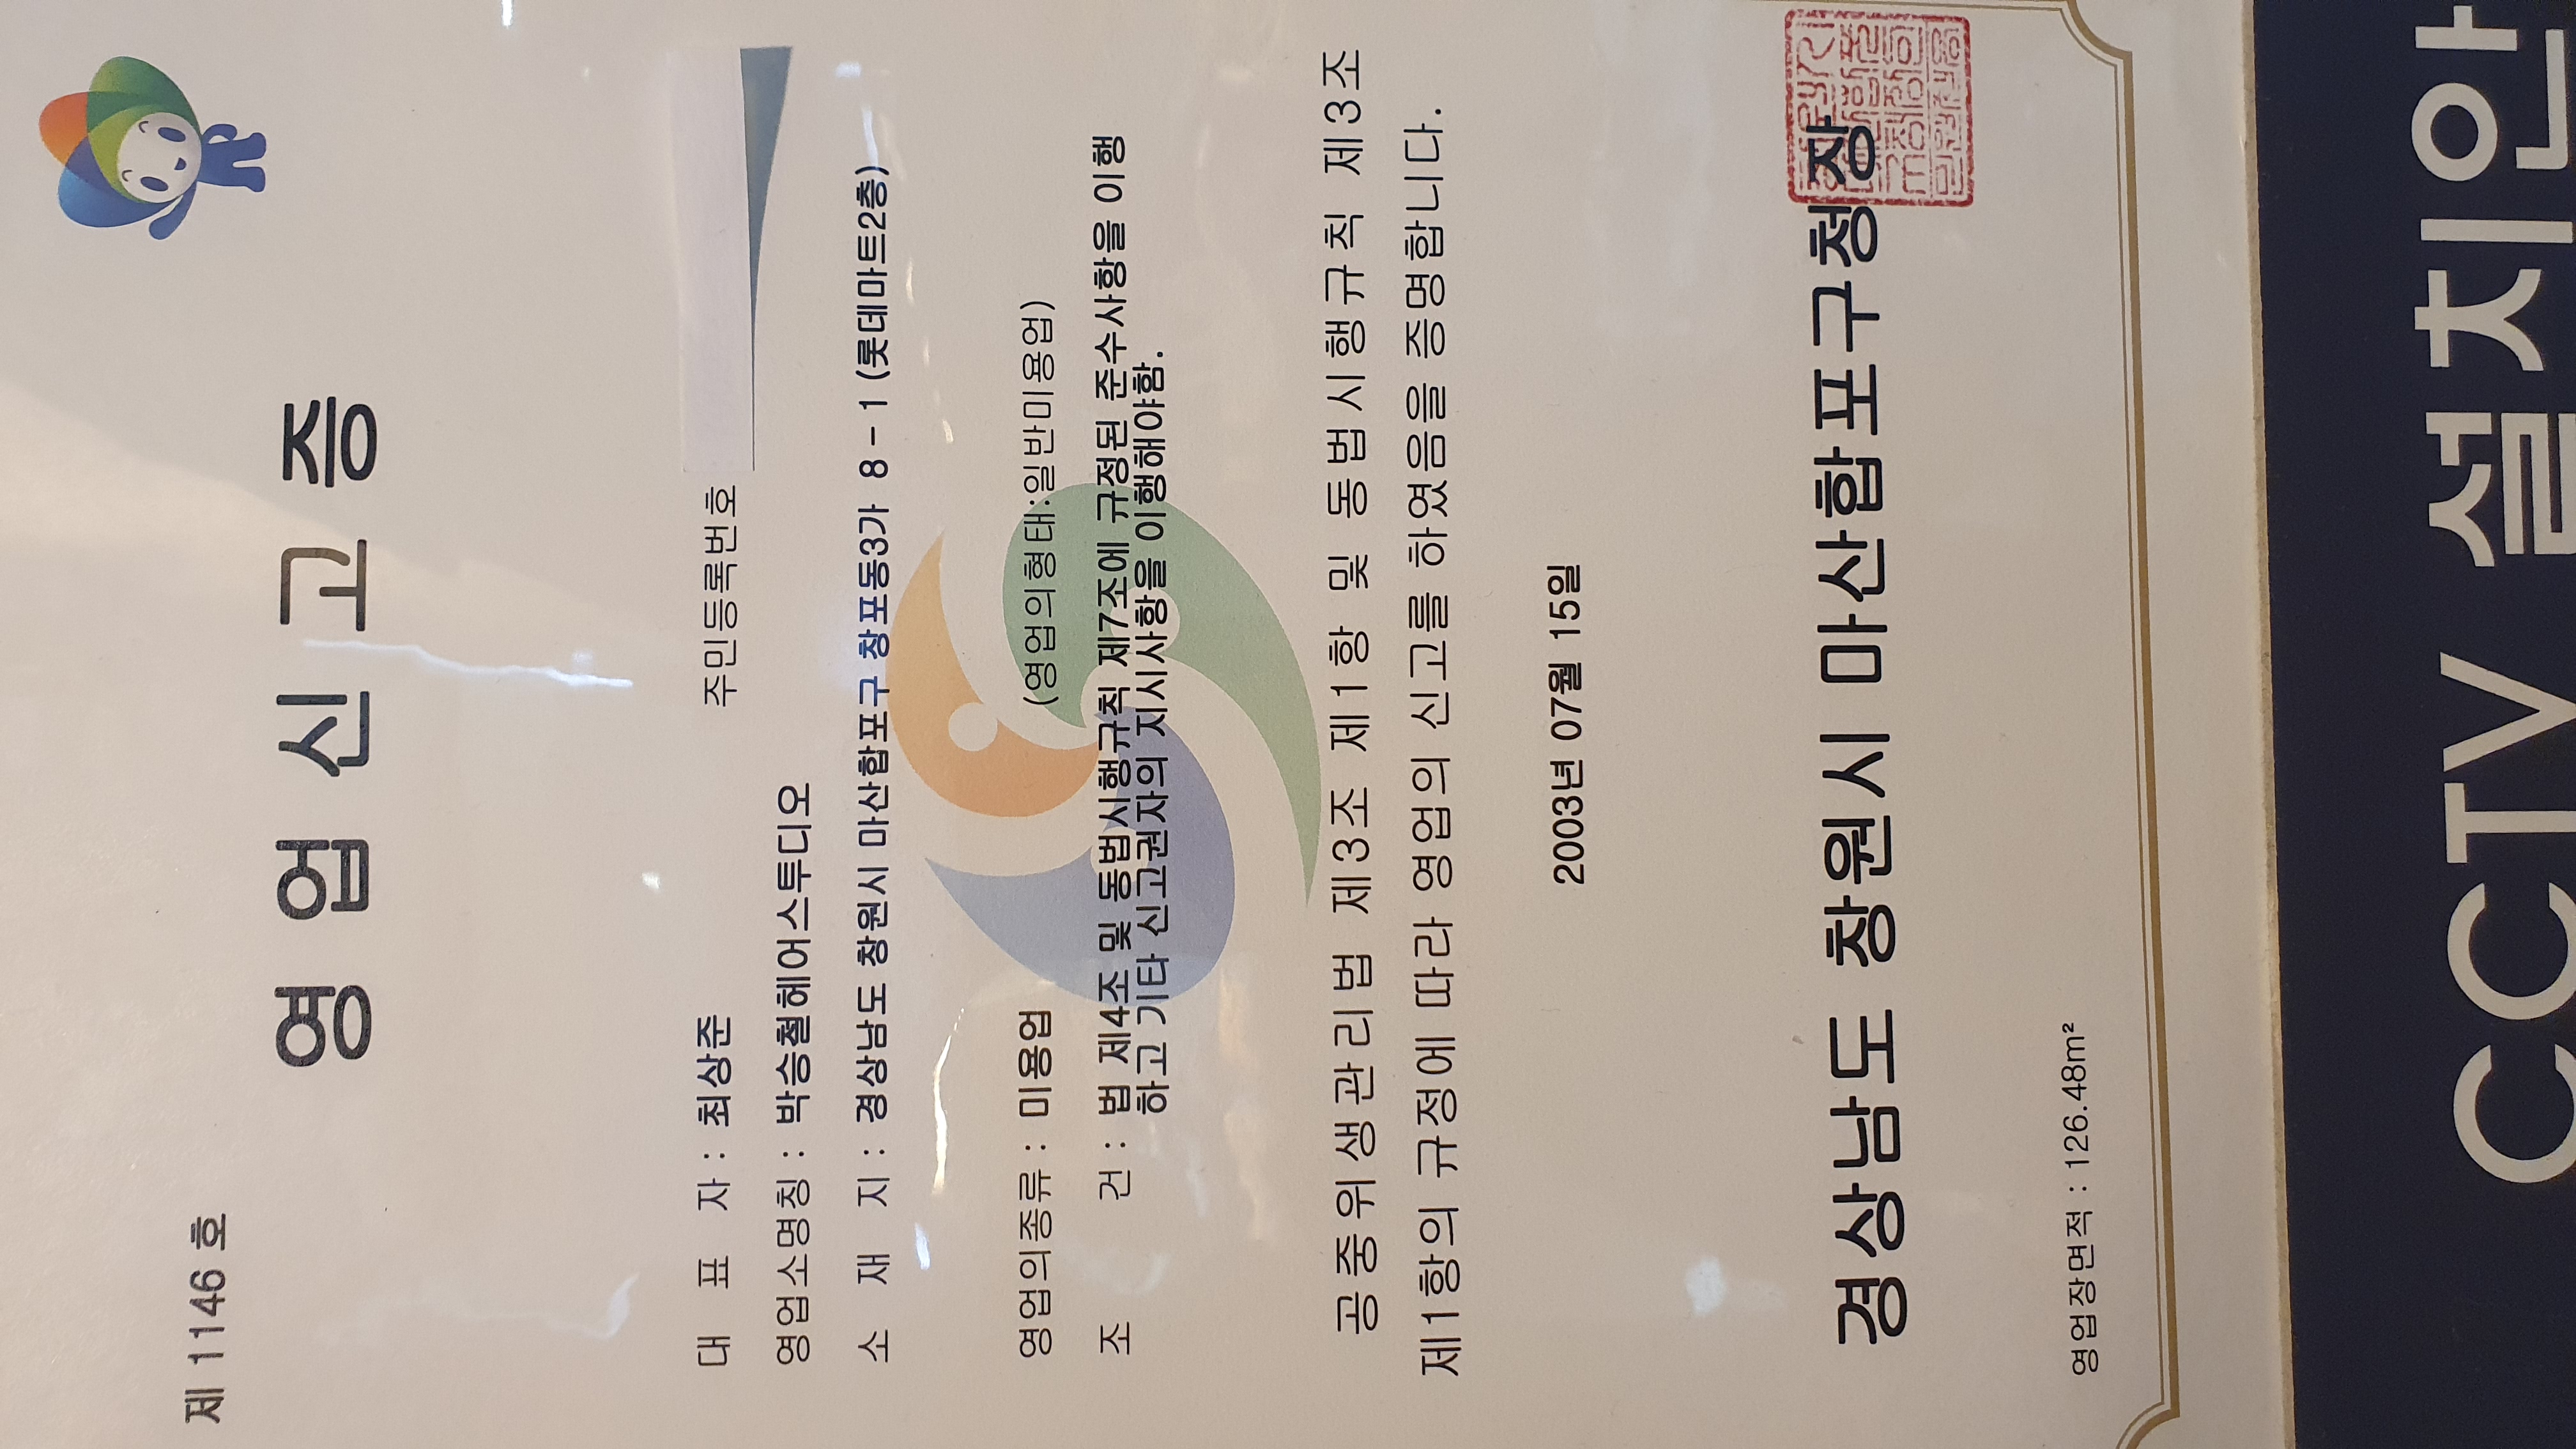 제 1146 호
영 업 신 고 증
대 표 자 : 최상준 주민등록번호
영업소명칭 : 박승철헤어스투디오
소 재 지 : 경상남도 창원시 마산합포구 창포동3가 8 - 1 (롯데마트2층)
영업의종류 : 미용업 (영업의형태:일반미용업)
조 건 : 법 제4조 및 동법시행규칙 제7조에 규정된 준수사항을 이행
하고 기타 신고권자의 지시사항을 이행해야함.
공중위생관리법 제3조 제1항 및 동법시행규칙 제3조
제1항의 규정에 따라 영업의 신고를 하였음을 증명합니다.
2003년 07월 15일
경상남도 창원시 마산합포구청장
영업장면적 : 126.48m²
CCTV 설치안